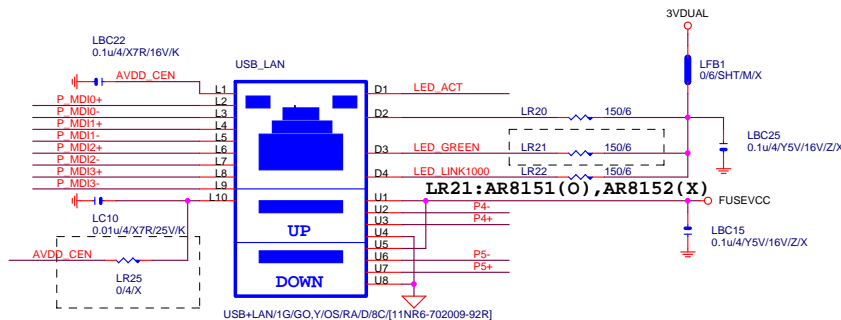 3VDUAL
LBC22
0.1u/4/X7R/16V/K
USB_LAN
LFB1
0/6/SHT/M/X
AVDD_CEN
L1
D1
LED_ACT
P_MDI0+
L2
P_MDI0-
L3
D2
LR20
150/6
P_MDI1+
L4
LBC25
0.1u/4/Y5V/16V/Z/X
P_MDI1-
L5
P_MDI2+
L6
D3
LED_GREEN
LR21
150/6
P_MDI2-
L7
P_MDI3+
L8
D4
LED_LINK1000
LR22
150/6
P_MDI3-
L9
LR21:AR8151(O),AR8152(X)
L10
U1
FUSEVCC
LC10
0.01u/4/X7R/25V/K
U2
P4-
U3
P4+
UP
U4
LBC15
0.1u/4/Y5V/16V/Z/X
U5
AVDD_CEN
U6
P5-
U7
P5+
LR25
0/4/X
DOWN
U8
USB+LAN/1G/GO,Y/OS/RA/D/8C/[11NR6-702009-92R]